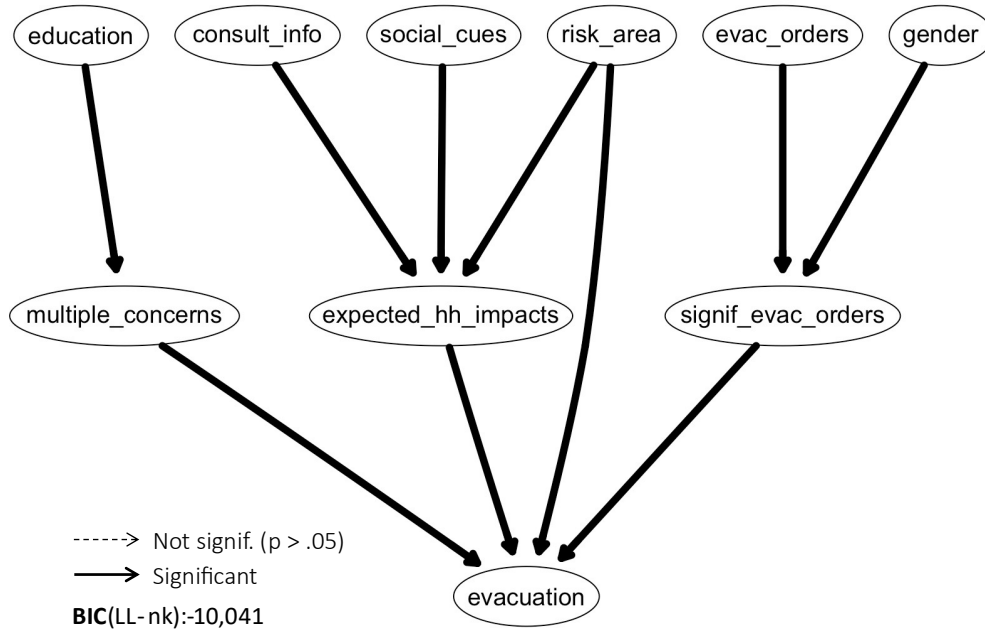 education
consult_info
social_cues
risk_area
evac_orders
gender
multiple_concerns
expected_hh_impacts
signif_evac_orders
evacuation
Not signif. (p > .05)
Significant
BIC(LL-nk):-10,041